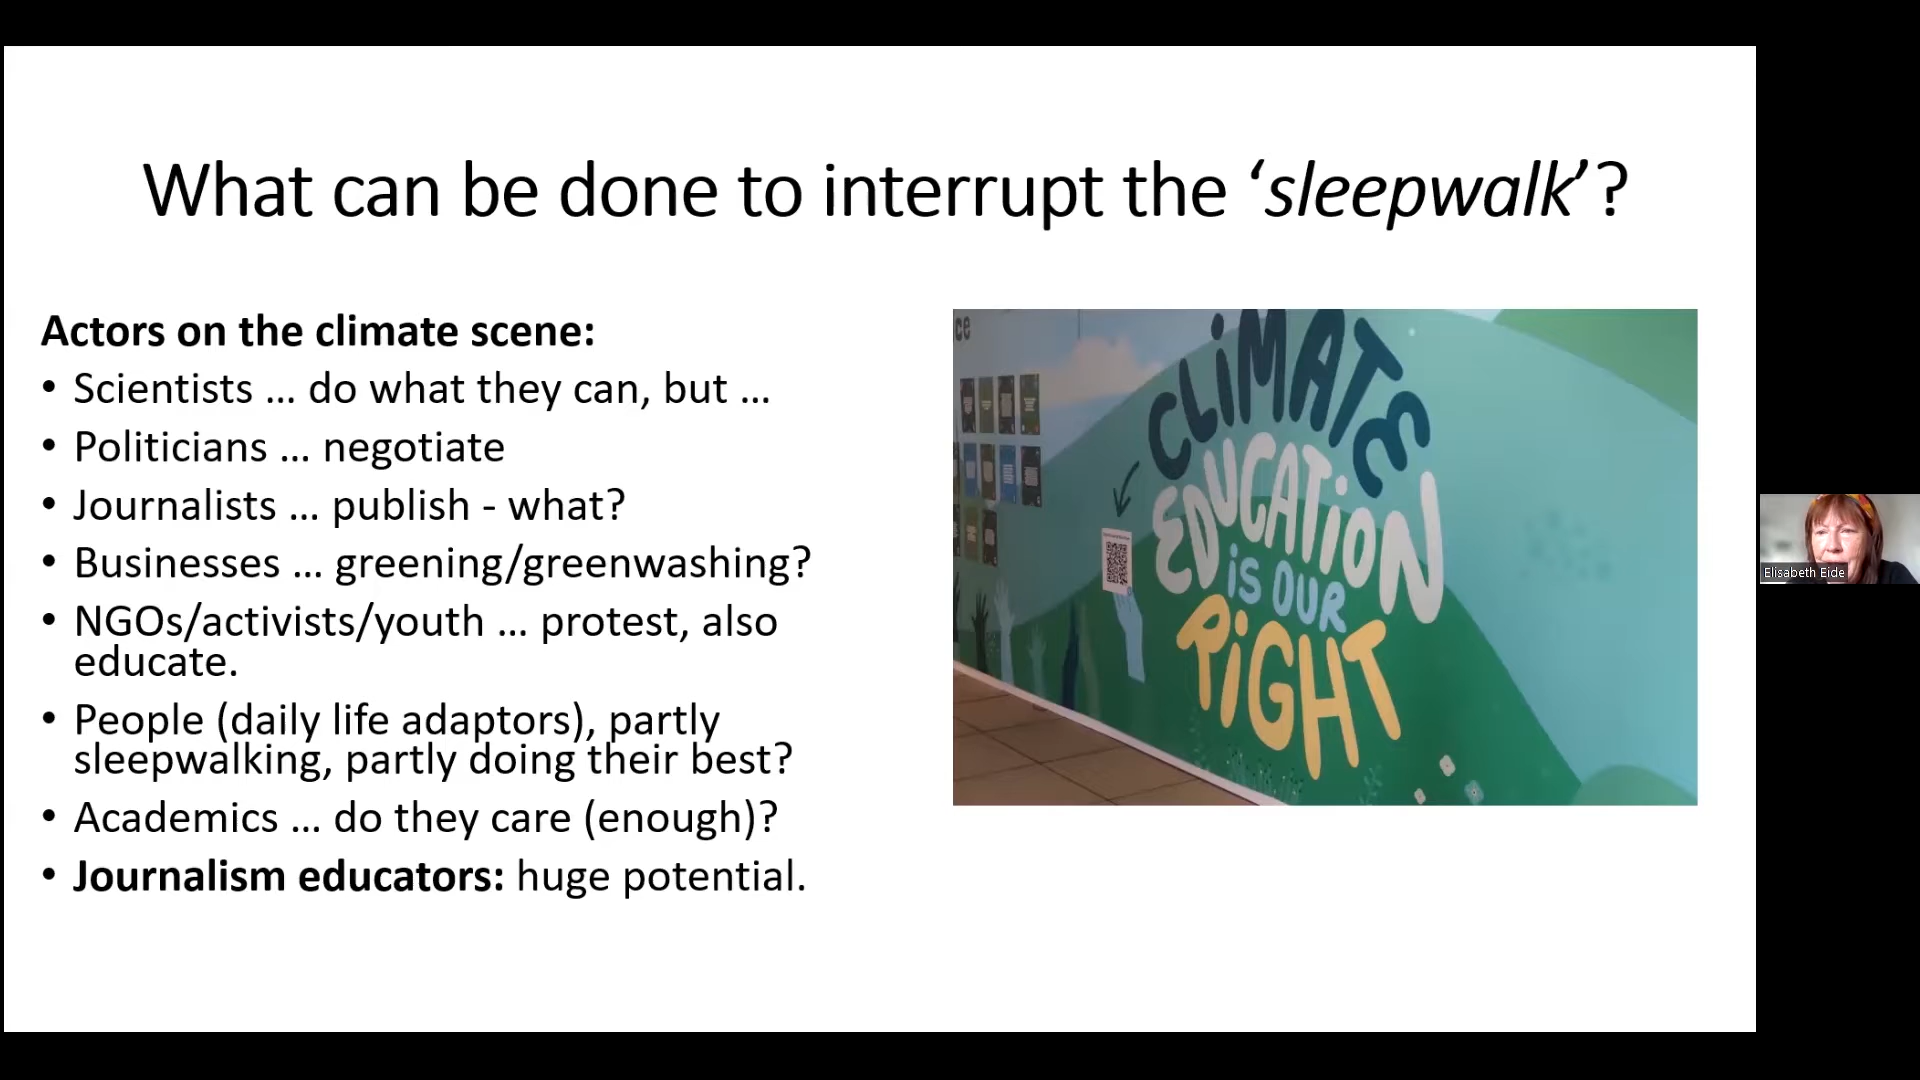 What can be done to interrupt the ‘sleepwalk’?
Actors on the climate scene:
• Scientists ... do what they can, but ...
• Politicians ... negotiate
• Journalists ... publish - what?
• Businesses ... greening/greenwashing?
• NGOs/activists/youth ... protest, also
educate.
• People (daily life adaptors), partly
sleepwalking, partly doing their best?
• Academics ... do they care (enough)?
• Journalism educators: huge potential.
ce
CLiMATE
EDUCATiON
iS OUR
RiGHT
Elisabeth Eide